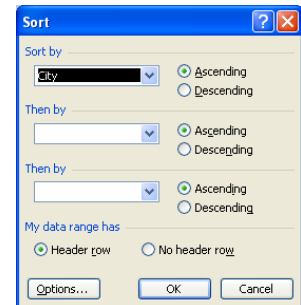 Sort
Sort by
City
Ascending
Descending
Then by
Ascending
Descending
Then by
Ascending
Descending
My data range has
Header row
No header row
Options...
OK
Cancel